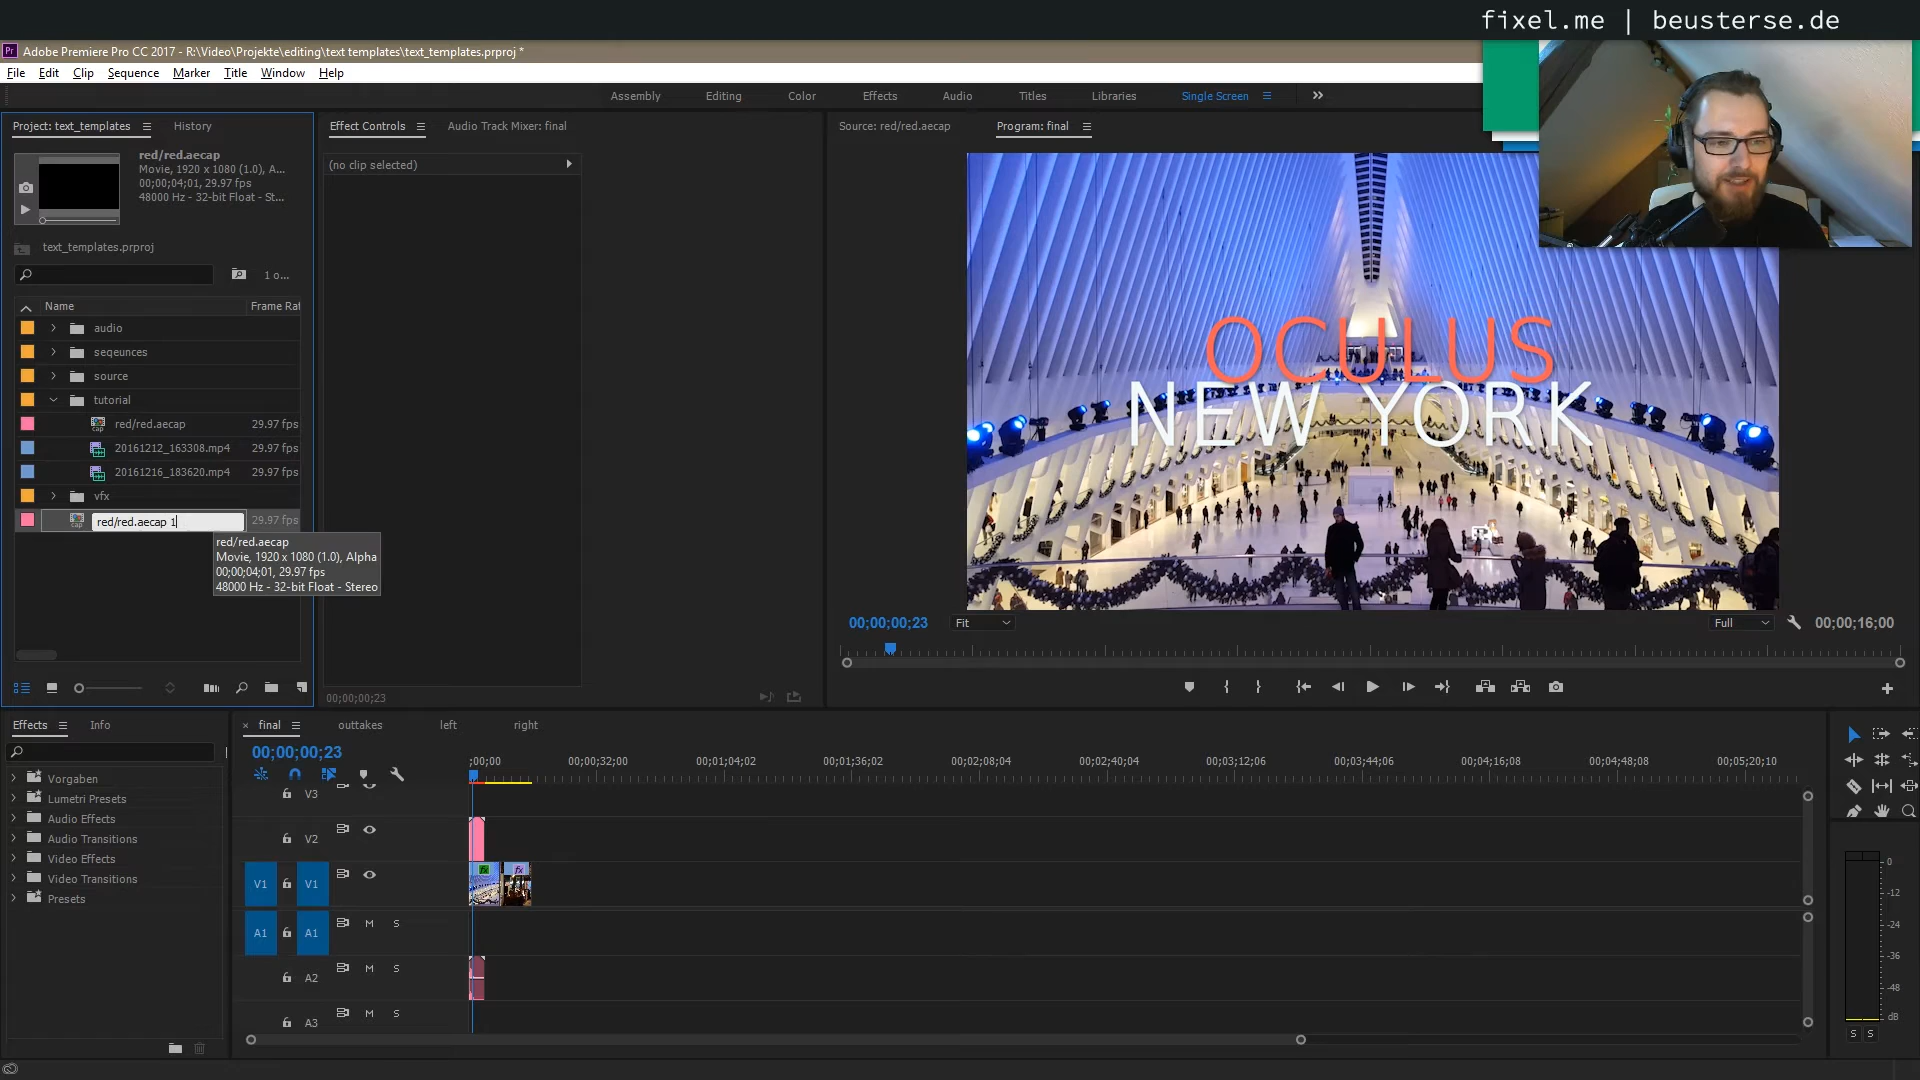 fixel.me | beusterse.de
Pr Adobe Premiere Pro CC 2017 - R:\Video\Projekte\editing\text templates\text_templates.prproj *
File Edit Clip Sequence Marker Title Window Help
Assembly Editing Color Effects Audio Titles Libraries Single Screen
Project: text_templates History
red/red.aecap
Movie, 1920 x 1080 (1.0), A...
00;00;04;01, 29.97 fps
48000 Hz - 32-bit Float - St...
text_templates.prproj
1 o...
Name Frame Rat
audio
seqeunces
source
tutorial
red/red.aecap 29.97 fps
20161212_163308.mp4 29.97 fps
20161216_183620.mp4 29.97 fps
vfx
red/red.aecap 1 29.97 fps
red/red.aecap
Movie, 1920 x 1080 (1.0), Alpha
00;00;04;01, 29.97 fps
48000 Hz - 32-bit Float - Stereo
Effect Controls Audio Track Mixer: final
(no clip selected)
00;00;00;23
Source: red/red.aecap Program: final
OCULUS
NEW YORK
00;00;00;23 Fit Full 00;00;16;00
Effects Info
Vorgaben
Lumetri Presets
Audio Effects
Audio Transitions
Video Effects
Video Transitions
Presets
× final outtakes left right
00;00;00;23
;00;00 00;00;32;00 00;01;04;02 00;01;36;02 00;02;08;04 00;02;40;04 00;03;12;06 00;03;44;06 00;04;16;08 00;04;48;08 00;05;20;10
V3
V2
fx fx
V1 V1
A1 A1 M S
A2 M S
A3 M S
0
-12
-24
-36
-48
dB
S S